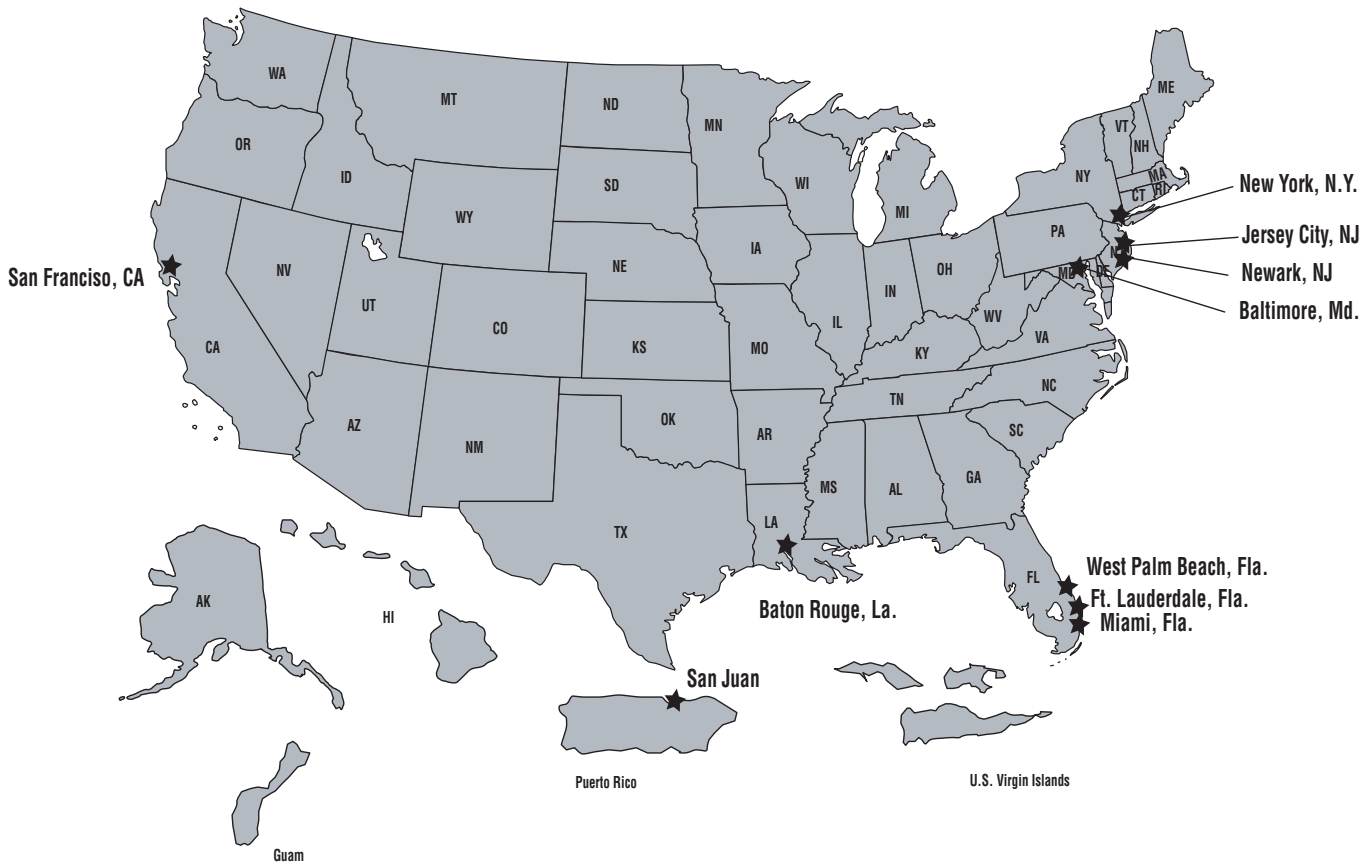 WA
MT
ND
MN
ME
VT
NH
OR
ID
SD
WI
NY
MA
CT
RI
New York, N.Y.
WY
MI
PA
Jersey City, NJ
IA
San Franciso, CA
NV
NE
OH
MD
DE
Newark, NJ
UT
IN
Baltimore, Md.
CO
IL
WV
CA
KS
MO
KY
VA
TN
NC
AZ
NM
OK
AR
SC
MS
AL
GA
TX
LA
West Palm Beach, Fla.
FL
Ft. Lauderdale, Fla.
AK
HI
Baton Rouge, La.
Miami, Fla.
San Juan
Puerto Rico
U.S. Virgin Islands
Guam